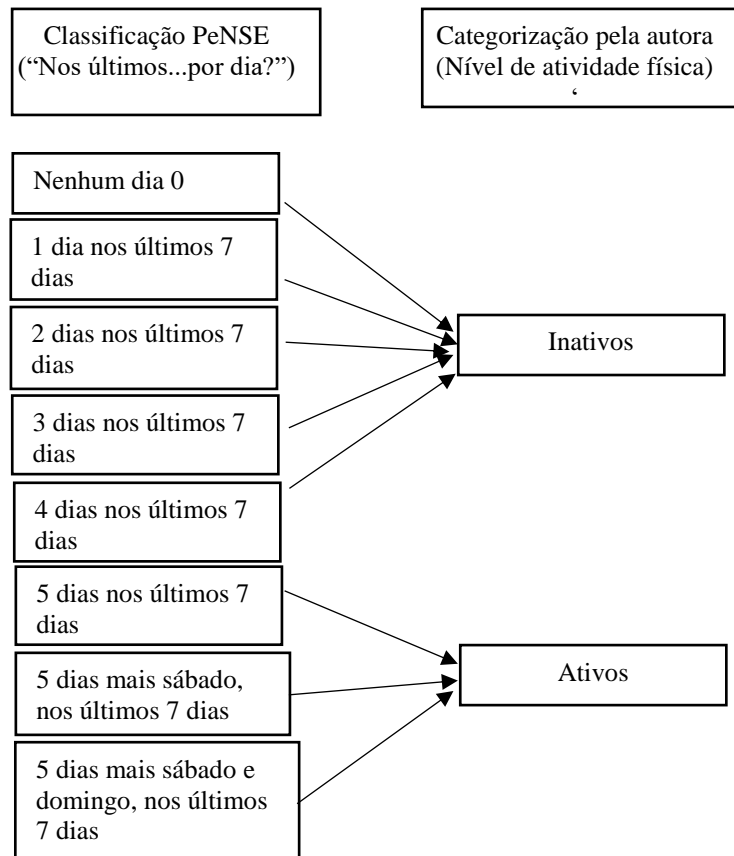 Classificação PeNSE
(“Nos últimos...por dia?”)
Categorização pela autora
(Nível de atividade física)
‘
Nenhum dia 0
1 dia nos últimos 7
dias
2 dias nos últimos 7
dias
3 dias nos últimos 7
dias
4 dias nos últimos 7
dias
5 dias nos últimos 7
dias
5 dias mais sábado,
nos últimos 7 dias
5 dias mais sábado e
domingo, nos últimos
7 dias
Inativos
Ativos